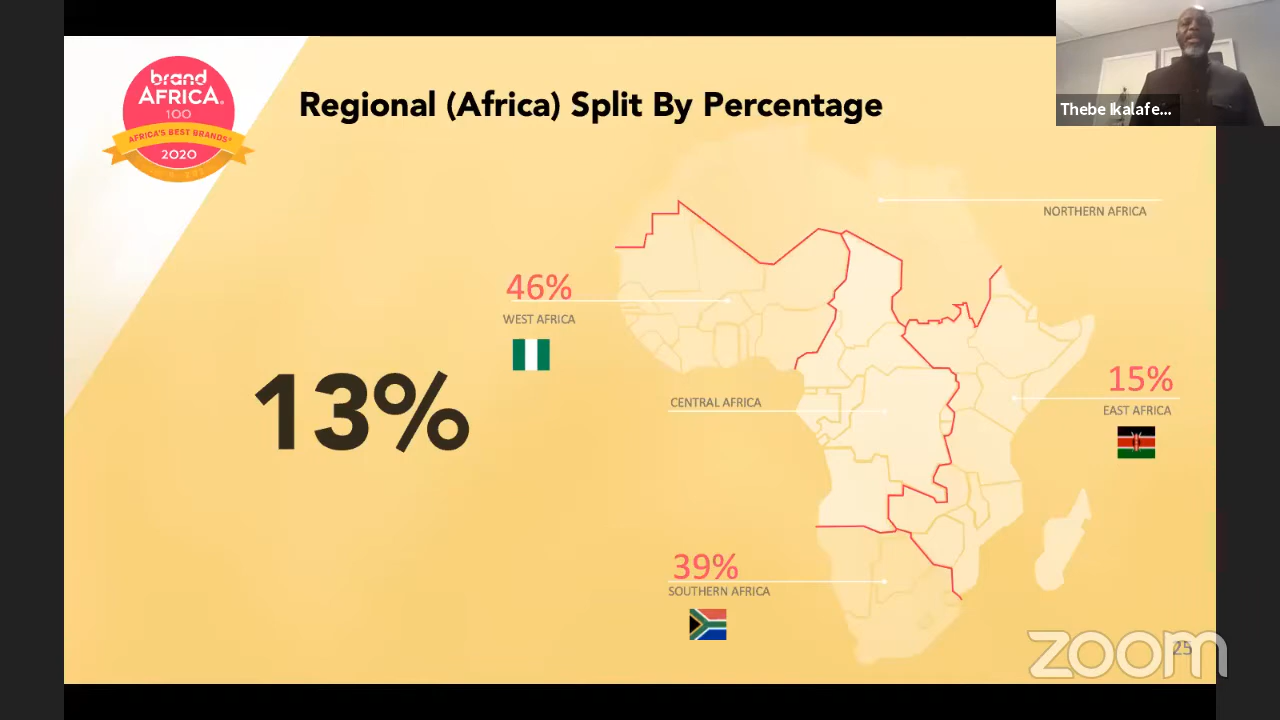 brand
AFRICA
100
AFRICA'S BEST BRANDS
2020
Regional (Africa) Split By Percentage
Thebe Ikalafe...
NORTHERN AFRICA
46%
WEST AFRICA
13%
CENTRAL AFRICA
15%
EAST AFRICA
39%
SOUTHERN AFRICA
25
zoom